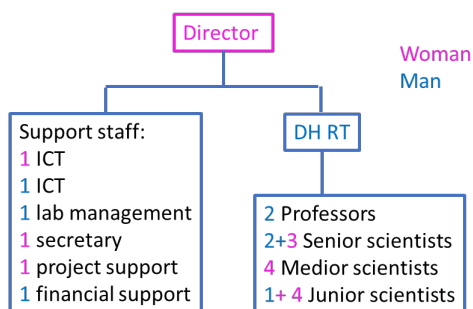 Director
Woman
Man
Support staff:
1 ICT
1 ICT
1 lab management
1 secretary
1 project support
1 financial support
DH RT
2 Professors
2+3 Senior scientists
4 Medior scientists
1+ 4 Junior scientists